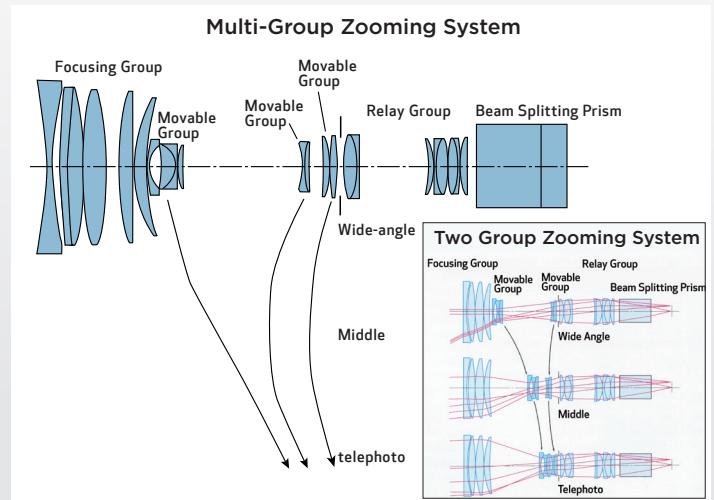 Multi-Group Zooming System
Focusing Group
Movable
Group
Movable
Group
Movable
Group
Relay Group
Beam Splitting Prism
Wide-angle
Middle
telephoto
Two Group Zooming System
Focusing Group
Movable
Group
Movable
Group
Relay Group
Beam Splitting Prism
Wide Angle
Middle
Telephoto